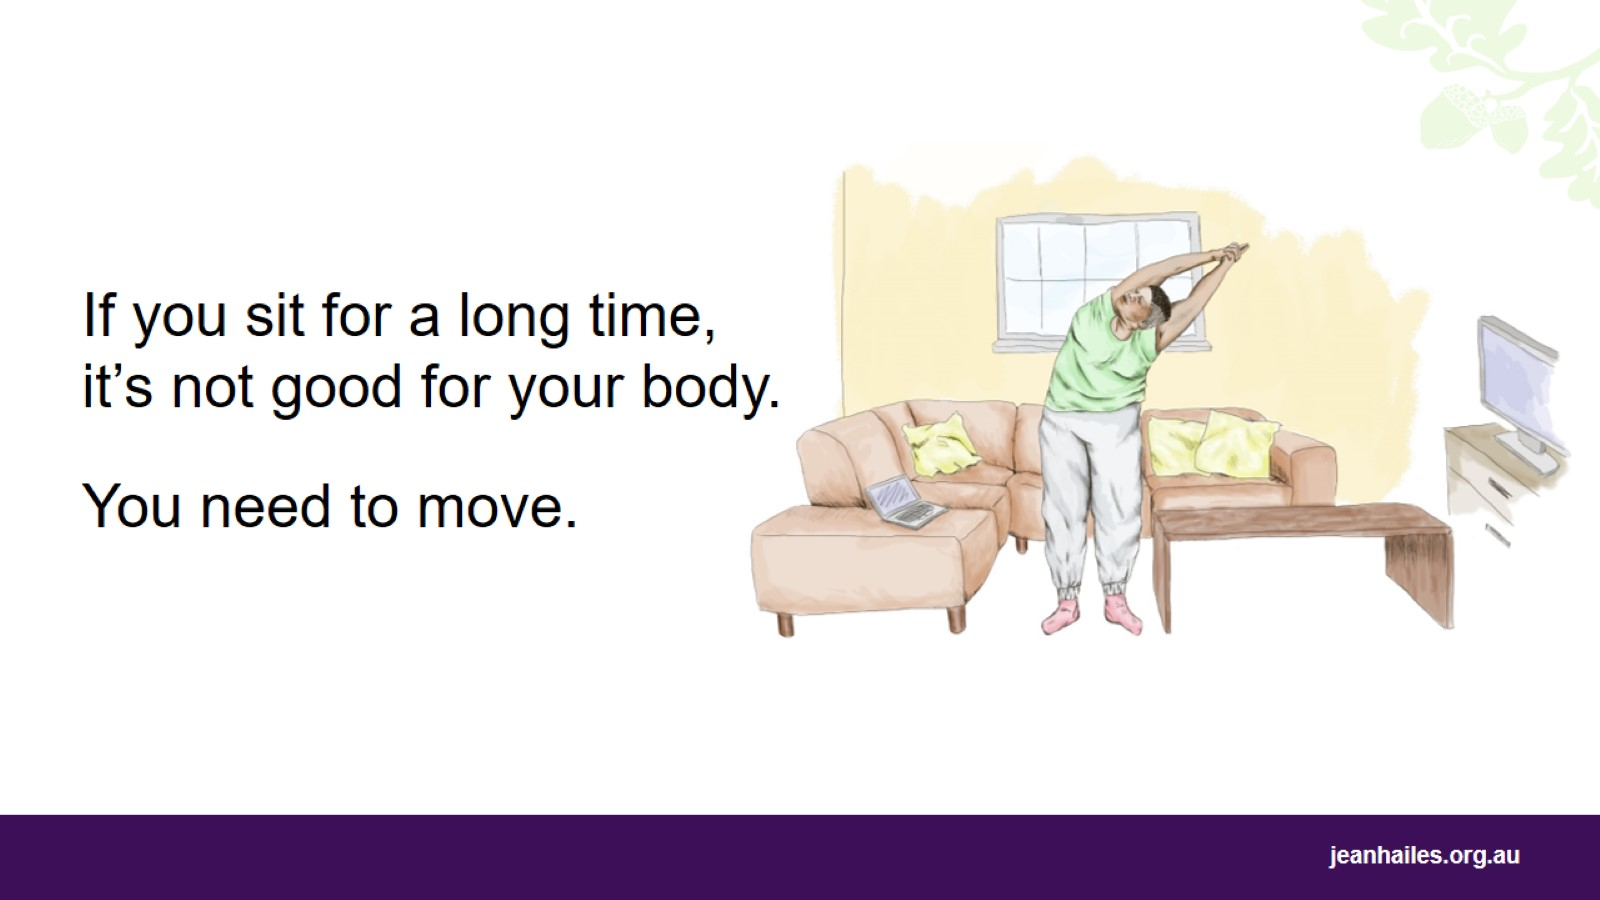 If you sit for a long time,
it’s not good for your body.
You need to move.
jeanhailes.org.au